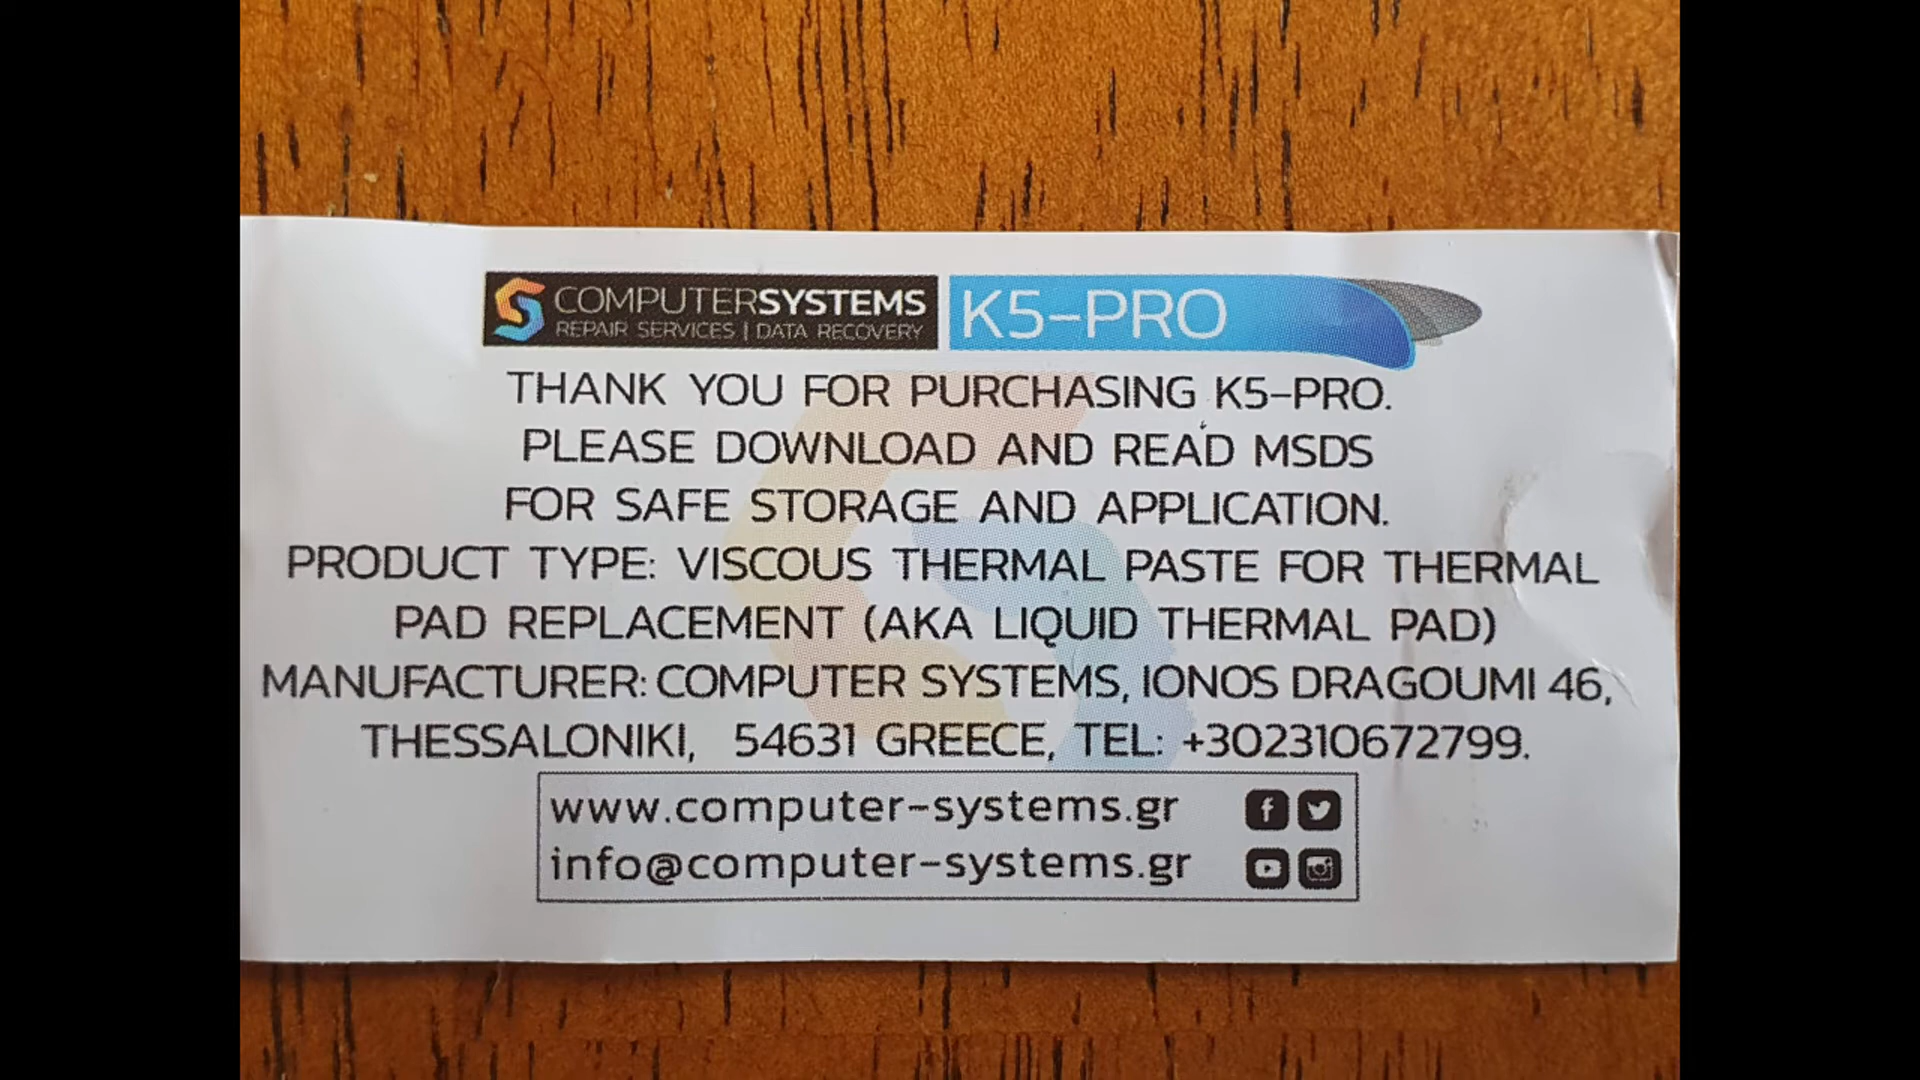 COMPUTERSYSTEMS
REPAIR SERVICES | DATA RECOVERY
K5-PRO
THANK YOU FOR PURCHASING K5-PRO.
PLEASE DOWNLOAD AND READ MSDS
FOR SAFE STORAGE AND APPLICATION.
PRODUCT TYPE: VISCOUS THERMAL PASTE FOR THERMAL
PAD REPLACEMENT (AKA LIQUID THERMAL PAD)
MANUFACTURER: COMPUTER SYSTEMS, IONOS DRAGOUMI 46,
THESSALONIKI, 54631 GREECE, TEL: +302310672799.
www.computer-systems.gr
info@computer-systems.gr